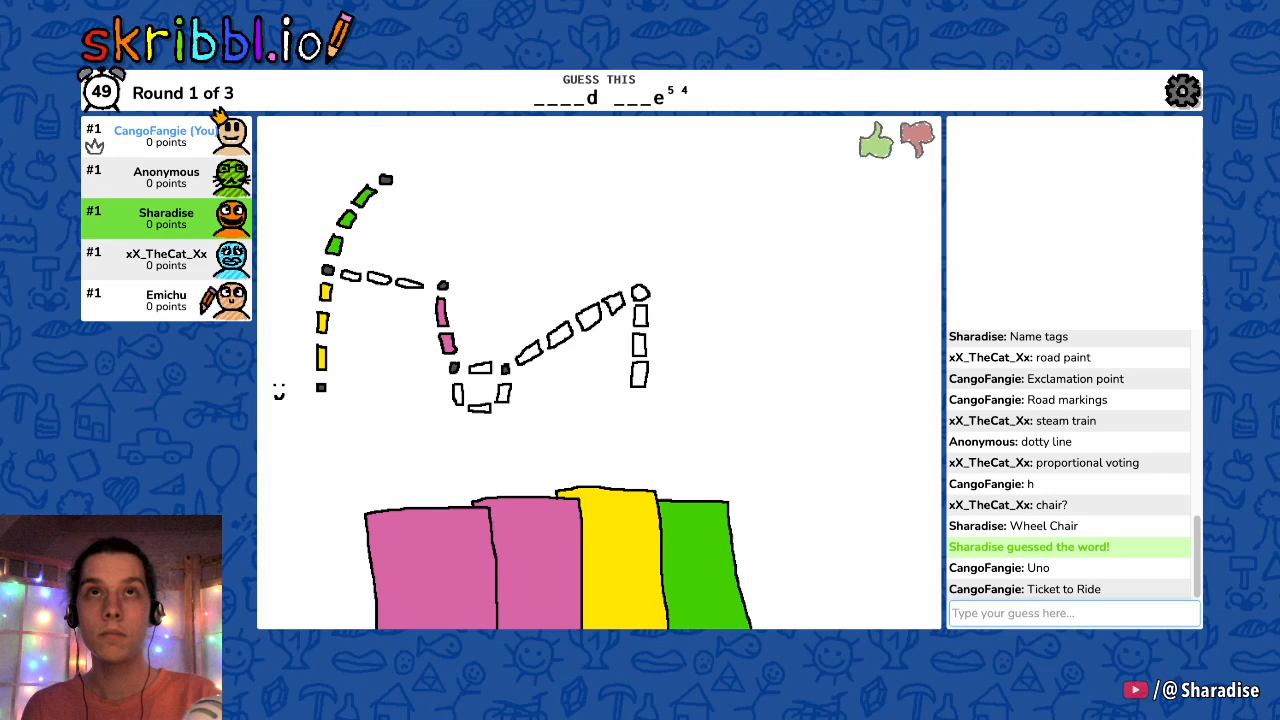 skribbl.io
49
Round 1 of 3
GUESS THIS
____d ___e 5 4
#1 CangoFangie (You)
0 points
#1 Anonymous
0 points
#1 Sharadise
0 points
#1 xX_TheCat_Xx
0 points
#1 Emichu
0 points
Sharadise: Name tags
xX_TheCat_Xx: road paint
CangoFangie: Exclamation point
CangoFangie: Road markings
xX_TheCat_Xx: steam train
Anonymous: dotty line
xX_TheCat_Xx: proportional voting
CangoFangie: h
xX_TheCat_Xx: chair?
Sharadise: Wheel Chair
Sharadise guessed the word!
CangoFangie: Uno
CangoFangie: Ticket to Ride
Type your guess here...
/@Sharadise